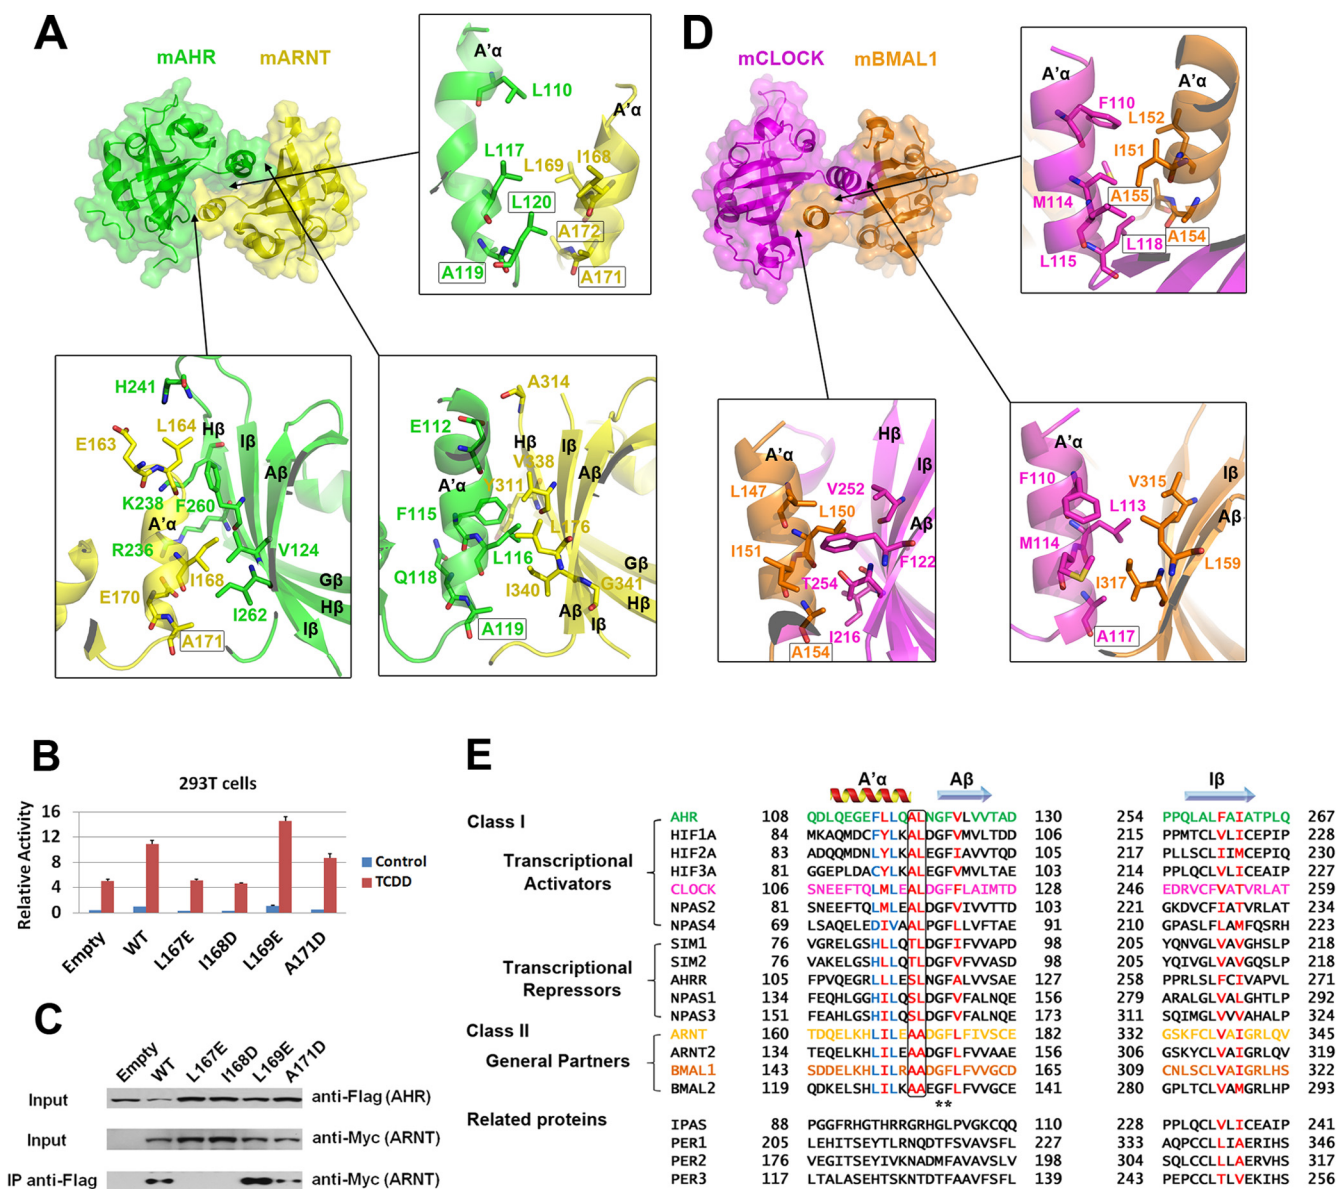 A
mAHR
mARNT
A'α
L110
A'α
L117
L169
I168
L120
A172
A119
A171
H241
E163
L164
Hβ
Iβ
Aβ
K238
F260
A'α
R236
V124
I168
E170
I262
Gβ
Hβ
Iβ
A171
A314
E112
Hβ
Iβ
Aβ
A'α
V338
V311
F115
L176
L116
Q118
I340
G341
Gβ
Hβ
Aβ
Iβ
A119
D
mCLOCK
mBMAL1
A'α
A'α
F110
L152
I151
M114
A155
L118
A154
L115
Hβ
A'α
L147
V252
Iβ
L150
Aβ
I151
F122
T254
I216
A154
A'α
F110
L113
V315
Iβ
Aβ
M114
I317
L159
A117
B
293T cells
Relative Activity
16
12
8
4
0
Control
TCDD
Empty
WT
L167E
I168D
L169E
A171D
C
Empty
WT
L167E
I168D
L169E
A171D
Input
anti-Flag (AHR)
Input
anti-Myc (ARNT)
IP anti-Flag
anti-Myc (ARNT)
E
A'α
Aβ
Iβ
Class I
Transcriptional Activators
AHR 108 QDLQEGEFLLQALNGFVLVVTAD 130 254 PPQLALFAIATPLQ 267
HIF1A 84 MKAQMDCFYLKALDGFVMVLTDD 106 215 PPMTCLVLICEPIP 228
HIF2A 83 ADQQMDNLYLKALEGFIAVVTQD 105 217 PLLSCLIIMCEPIQ 230
HIF3A 81 GGEPLDACYLKALEGFVMVLTAE 103 214 PPLQCLVLICEAIP 227
CLOCK 106 SNEEFTQLMLEALDGFFLAIMTD 128 246 EDRVCFVATVRLAT 259
NPAS2 81 SNEEFTQLMLEALDGFVIVVTTD 103 221 GKDVCFIATVRLAT 234
NPAS4 69 LSAQELEDIVAALPGFLLVFTAE 91 210 GPASLFLAMFQSRH 223
Transcriptional Repressors
SIM1 76 VGRELGSHLLQTLDGFIFVVAPD 98 205 YQNVGLVAVGHSLP 218
SIM2 76 VAKELGSHLLQTLDGFVFVVASD 98 205 YQIVGLVAVGQSLP 218
AHRR 105 FPVQEGRLLLESLNGFALVVSAE 127 258 PPRLSLFCIVAPVL 271
NPAS1 134 FEQHLGGHILQSLDGFVFALNQE 156 279 ARALGLVALGHTLP 292
NPAS3 151 FEAHLGSHILQSLDGFVFALNQE 173 311 SQIMGLVVVAHALP 324
Class II
General Partners
ARNT 160 TDQELKHLILEAADGFLFIVSCE 182 332 GSKFCLVAIGRLQV 345
ARNT2 134 TEQELKHLILEAADGFLFVVAAE 156 306 GSKYCLVAIGRLQV 319
BMAL1 143 SDDELKHLILRAADGFLFVVGCD 165 309 CNLSCLVAIGRLHS 322
BMAL2 119 QDKELSHLILKAAEGFLFVVGCE 141 280 GPLTCLVAMGRLHP 293
**
Related proteins
IPAS 88 PGGFRHGTHRRGRHGLPVGKCQQ 110 228 PPLQCLVLICEAIP 241
PER1 205 LEHITSEYTLRNQDTFSVAVSFL 227 333 AQPCCLLIAERIHS 346
PER2 176 VEGITSEYIVKNADMFAVAVSLV 198 304 SQLCCLLLAERVHS 317
PER3 117 LTALASEHTSKNTDTFAAVFSFL 139 243 PEPCCLTLVEKIHS 256